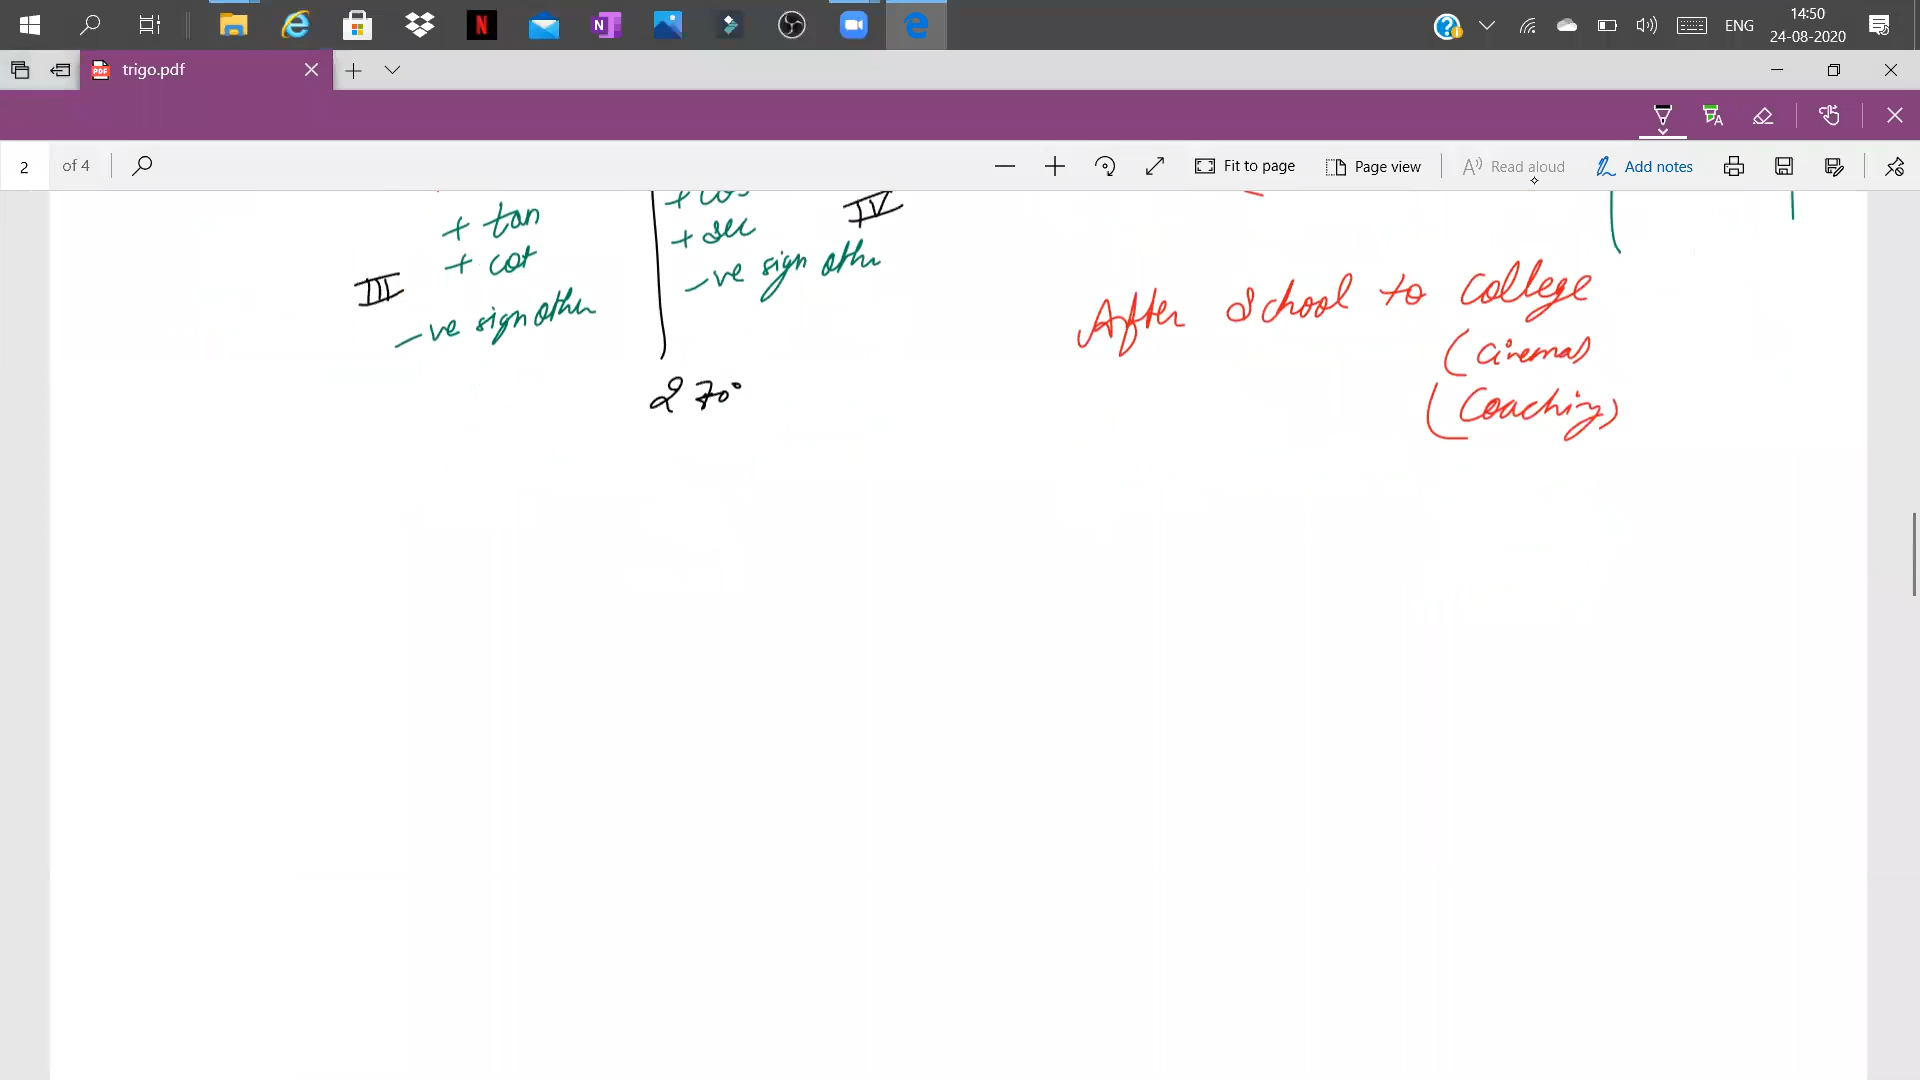 14:50
ENG
24-08-2020
trigo.pdf
2 of 4
Fit to page
Page view
Read aloud
Add notes
+ cos
+ tan
IV
+ sec
+ cot
-ve sign other
III
-ve sign other
270°
After School to College
(Cinema)
(Coaching)